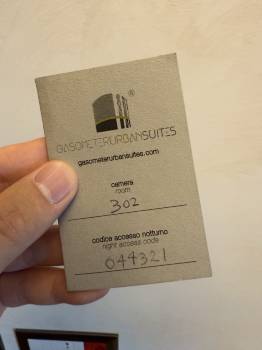 ®
GASOMETERURBANSUITES
gasometerurbansuites.com
camera
room
302
codice accesso notturno
night access code
044321